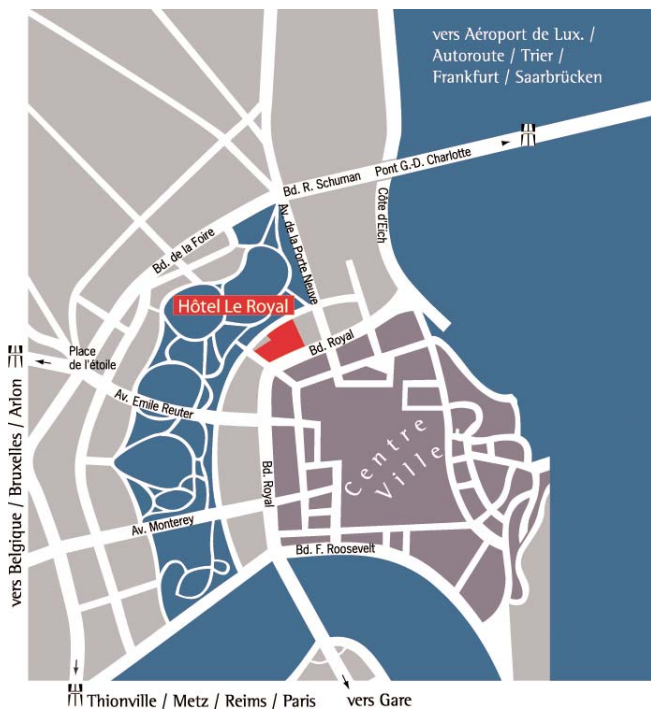 vers Aéroport de Lux. /
Autoroute / Trier /
Frankfurt / Saarbrücken
Pont G.-D. Charlotte
Bd. R. Schuman
Côte d'Eich
Av. de la Porte Neuve
Bd. de la Foire
Hôtel Le Royal
Bd. Royal
Place
de l'étoile
Av. Emile Reuter
vers Belgique / Bruxelles / Arlon
Centre
Ville
Bd. Royal
Av. Monterey
Bd. F. Roosevelt
Thionville / Metz / Reims / Paris
vers Gare